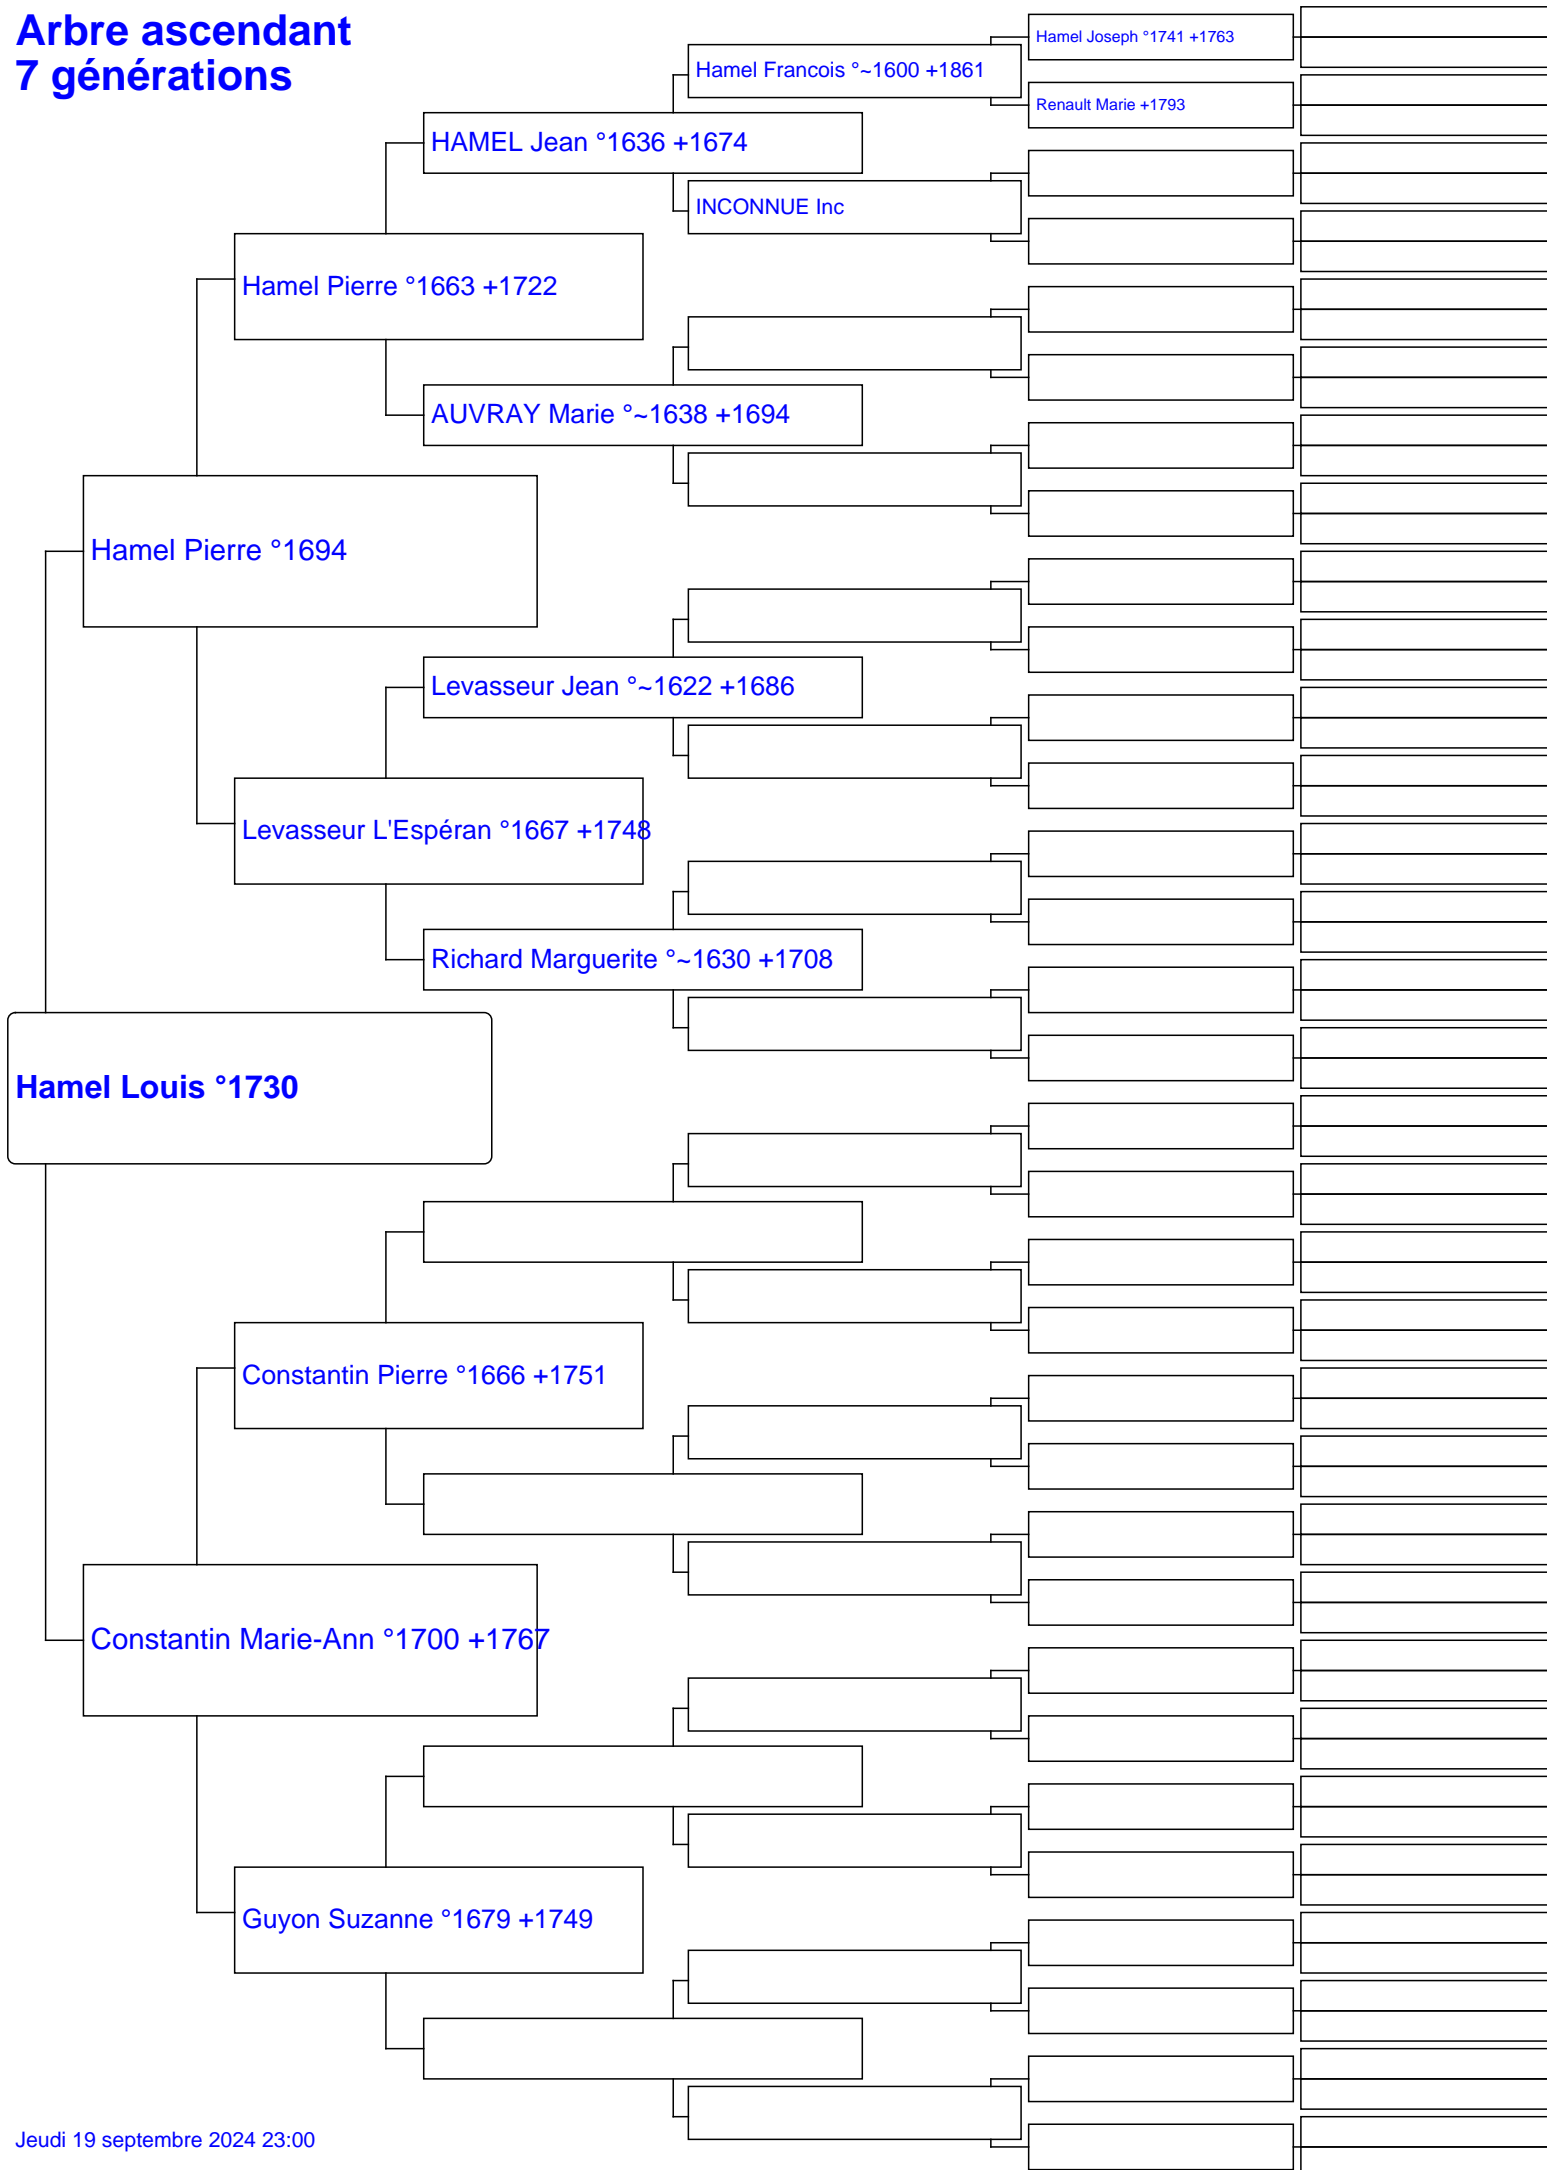 Arbre ascendant
7 générations
Hamel Joseph °1741 +1763
Hamel Francois °~1600 +1861
Renault Marie +1793
HAMEL Jean °1636 +1674
INCONNUE Inc
Hamel Pierre °1663 +1722
AUVRAY Marie °~1638 +1694
Hamel Pierre °1694
Levasseur Jean °~1622 +1686
Levasseur L'Espéran °1667 +1748
Richard Marguerite °~1630 +1708
Hamel Louis °1730
Constantin Pierre °1666 +1751
Constantin Marie-Ann °1700 +1767
Guyon Suzanne °1679 +1749
Jeudi 19 septembre 2024 23:00